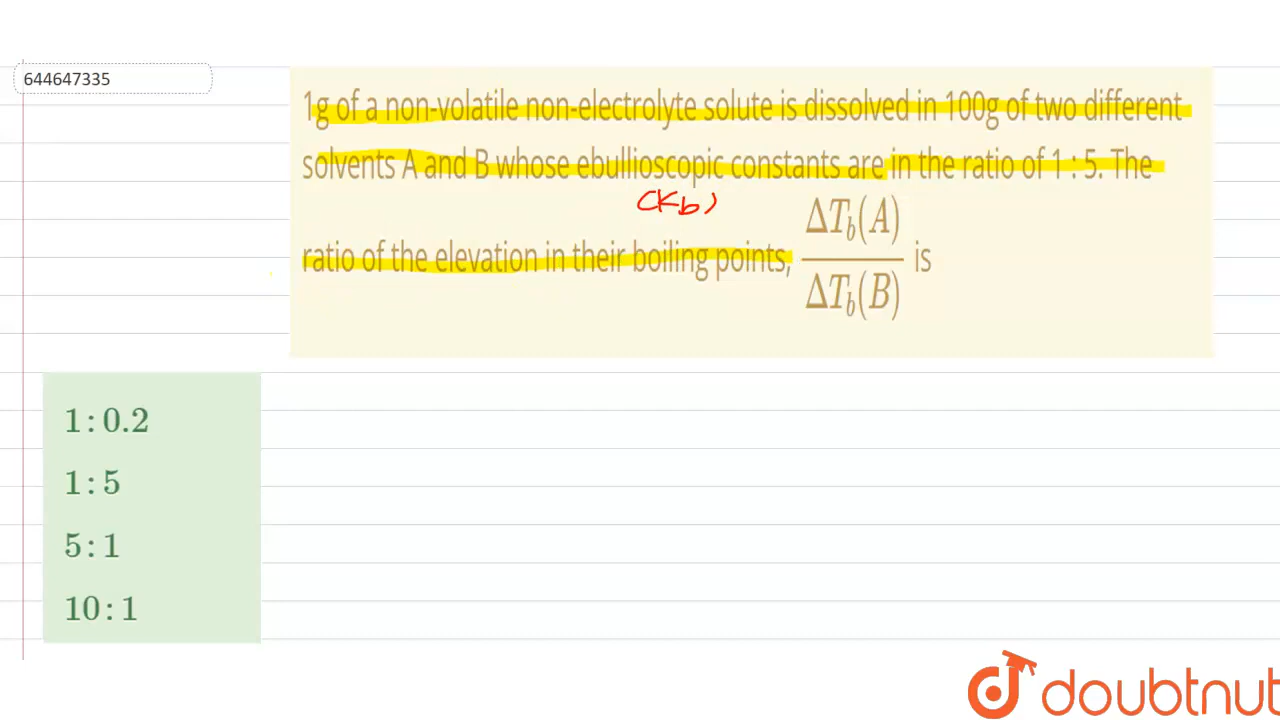 644647335
1g of a non-volatile non-electrolyte solute is dissolved in 100g of two different
solvents A and B whose ebullioscopic constants are in the ratio of 1 : 5. The
(Kb)
ratio of the elevation in their boiling points, ΔT_b(A)/ΔT_b(B) is
1 : 0.2
1 : 5
5 : 1
10 : 1
doubtnut